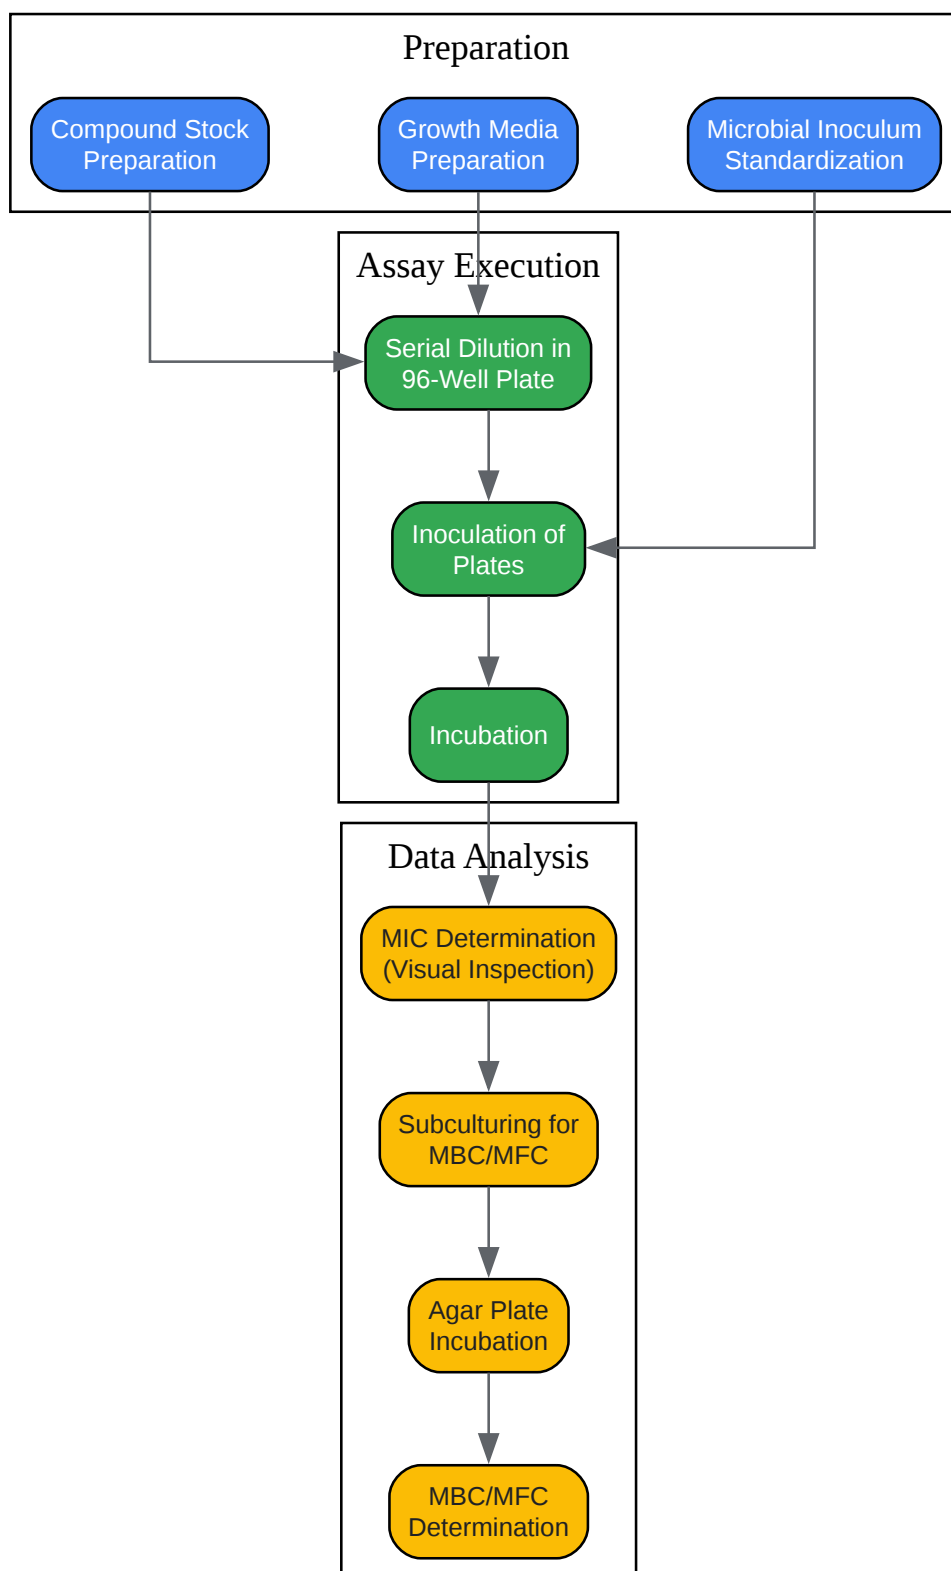 Preparation
Compound Stock
Preparation
Growth Media
Preparation
Microbial Inoculum
Standardization
Assay Execution
Serial Dilution in
96-Well Plate
Inoculation of
Plates
Incubation
Data Analysis
MIC Determination
(Visual Inspection)
Subculturing for
MBC/MFC
Agar Plate
Incubation
MBC/MFC
Determination